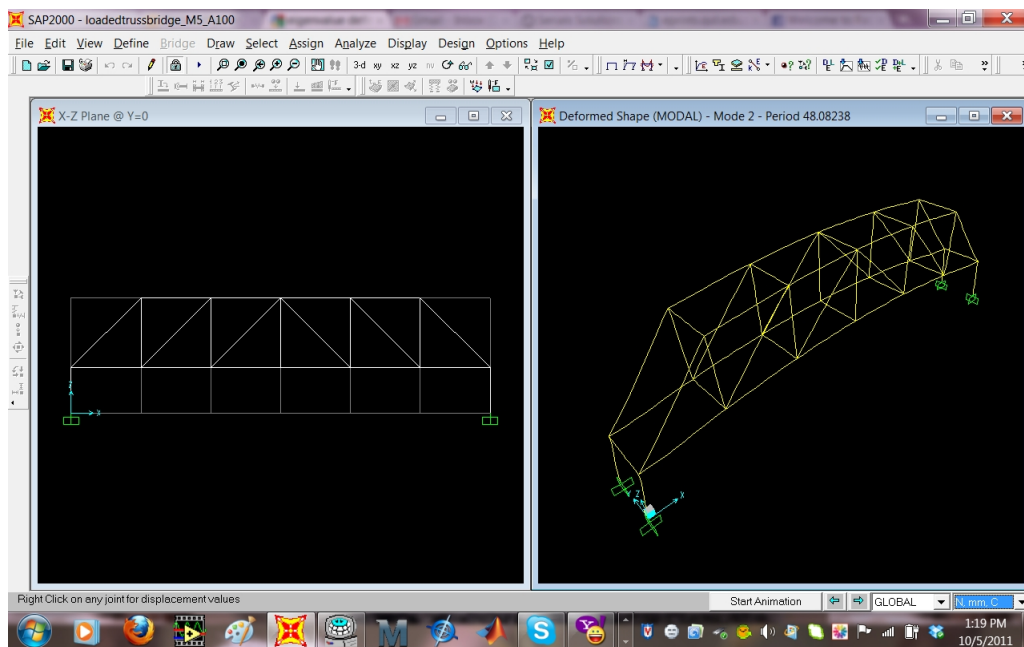 SAP2000 - loadedtrussbridge_M5_A100
File Edit View Define Bridge Draw Select Assign Analyze Display Design Options Help
3-d xy xz yz nv
X-Z Plane @ Y=0
Deformed Shape (MODAL) - Mode 2 - Period 48.08238
Z
X
Z
X
Right Click on any joint for displacement values
Start Animation
GLOBAL
N, mm, C
1:19 PM
10/5/2011